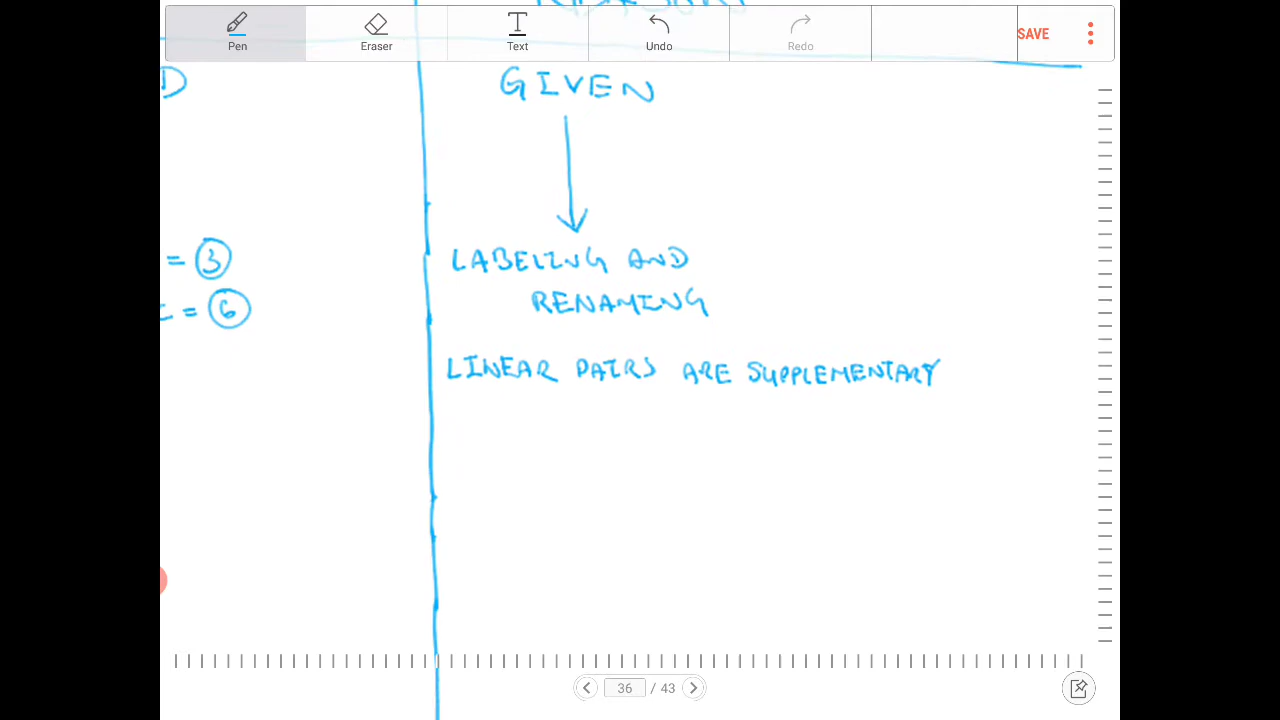 Pen Eraser Text Undo Redo SAVE
D GIVEN
= 3
LABELING AND
RENAMING
= 6
LINEAR PAIRS ARE SUPPLEMENTARY
36 / 43